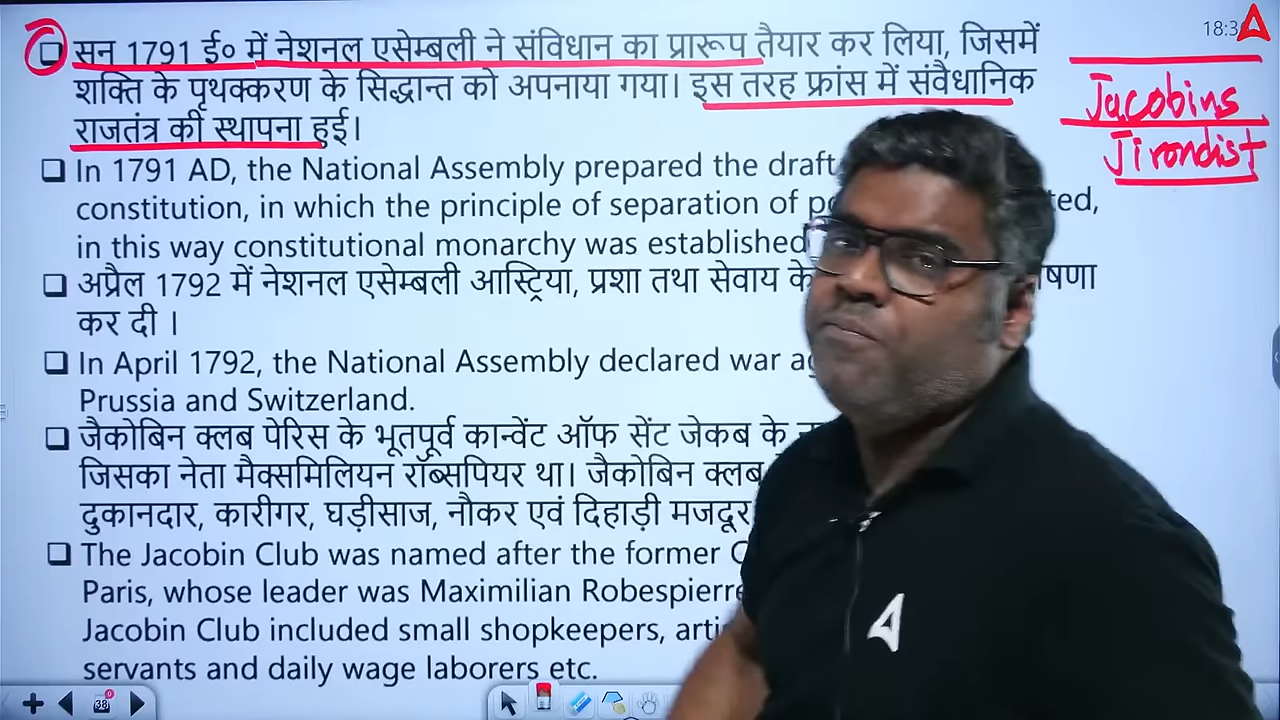 18:3
सन 1791 ई० में नेशनल एसेम्बली ने संविधान का प्रारूप तैयार कर लिया, जिसमें
शक्ति के पृथक्करण के सिद्धान्त को अपनाया गया। इस तरह फ्रांस में संवैधानिक
राजतंत्र की स्थापना हुई।
Jacobins
Jirondist
In 1791 AD, the National Assembly prepared the draft
constitution, in which the principle of separation of
in this way constitutional monarchy was established
अप्रैल 1792 में नेशनल एसेम्बली आस्ट्रिया, प्रशा तथा सेवाय के
कर दी ।
In April 1792, the National Assembly declared war
Prussia and Switzerland.
जैकोबिन क्लब पेरिस के भूतपूर्व कान्वेंट ऑफ सेंट जेकब के
जिसका नेता मैक्समिलियन रॉब्सपियर था। जैकोबिन क्लब
दुकानदार, कारीगर, घड़ीसाज, नौकर एवं दिहाड़ी मजदूर
The Jacobin Club was named after the former
Paris, whose leader was Maximilian Robespierre
Jacobin Club included small shopkeepers,
servants and daily wage laborers etc.
38